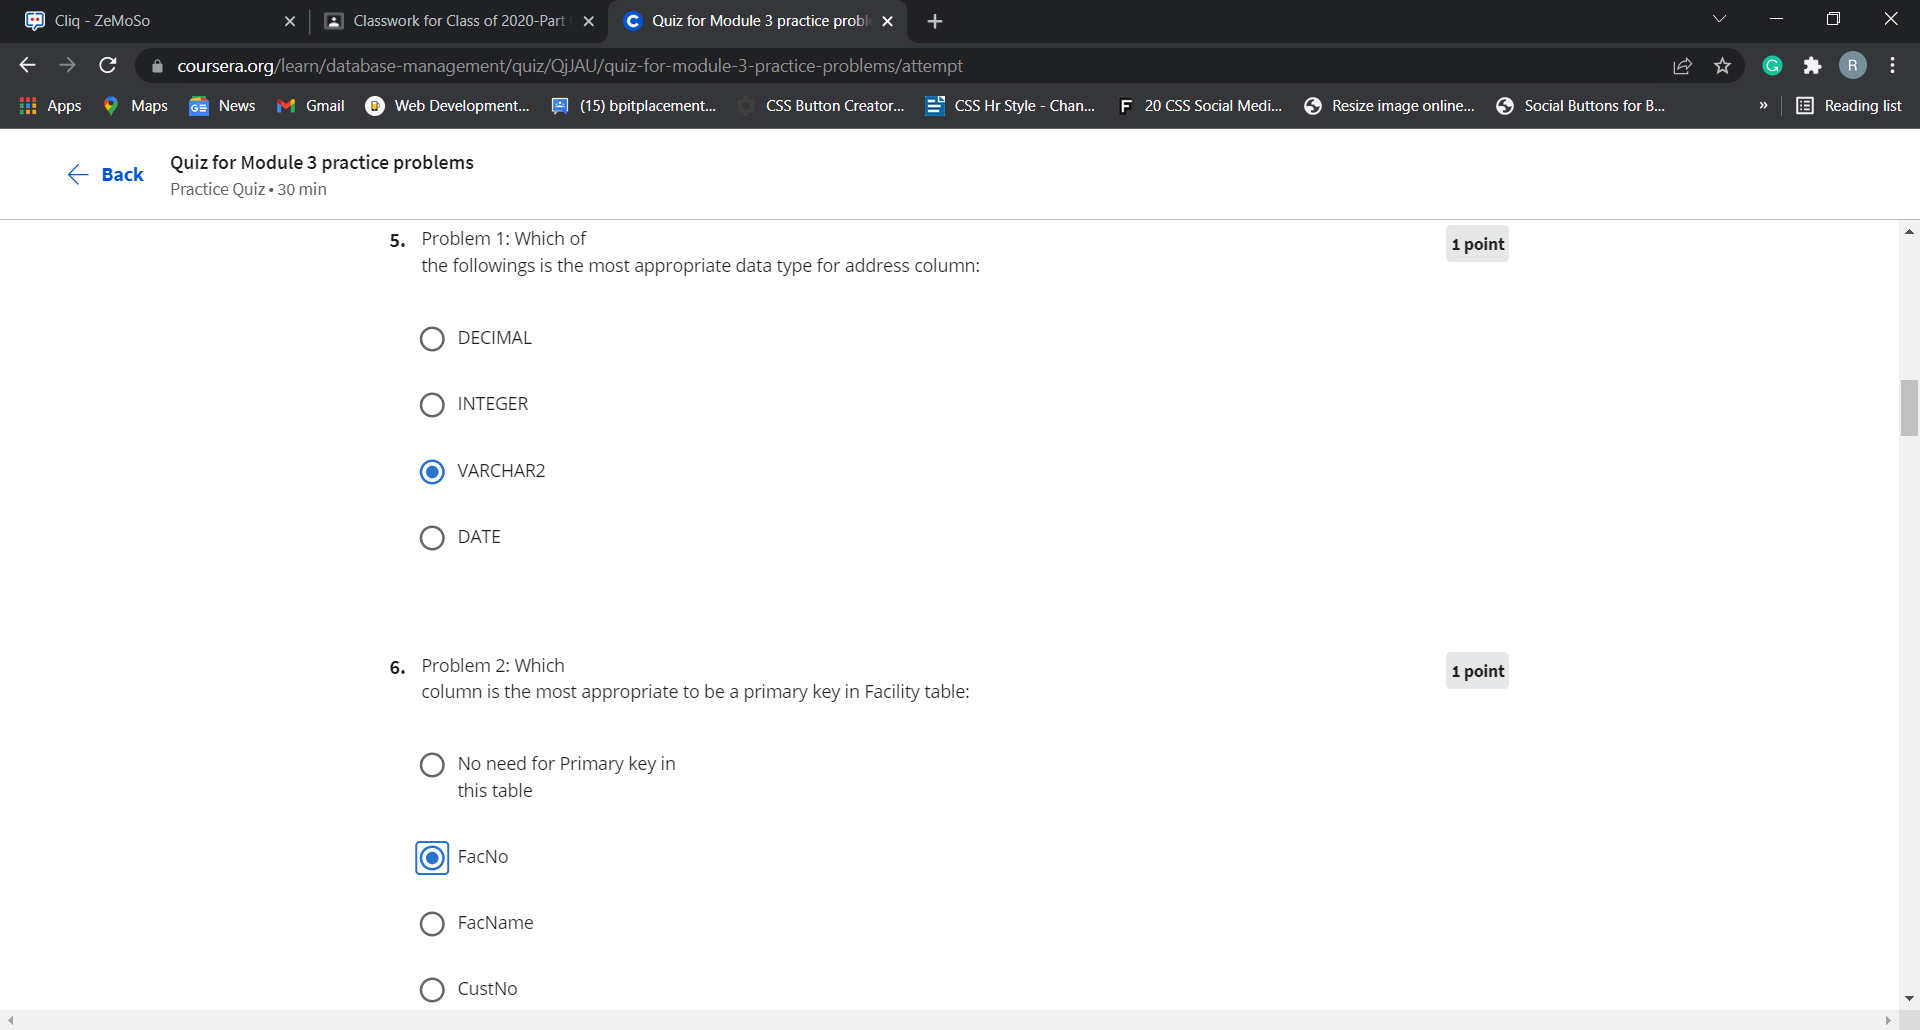 Cliq - ZeMoSo
Classwork for Class of 2020-Part
Quiz for Module 3 practice probl
coursera.org/learn/database-management/quiz/QjJAU/quiz-for-module-3-practice-problems/attempt
R
Apps
Maps
News
Gmail
Web Development...
(15) bpitplacement...
CSS Button Creator...
CSS Hr Style - Chan...
20 CSS Social Medi...
Resize image online...
Social Buttons for B...
»
Reading list
Back
Quiz for Module 3 practice problems
Practice Quiz • 30 min
5. Problem 1: Which of
the followings is the most appropriate data type for address column:
1 point
DECIMAL
INTEGER
VARCHAR2
DATE
6. Problem 2: Which
column is the most appropriate to be a primary key in Facility table:
1 point
No need for Primary key in
this table
FacNo
FacName
CustNo